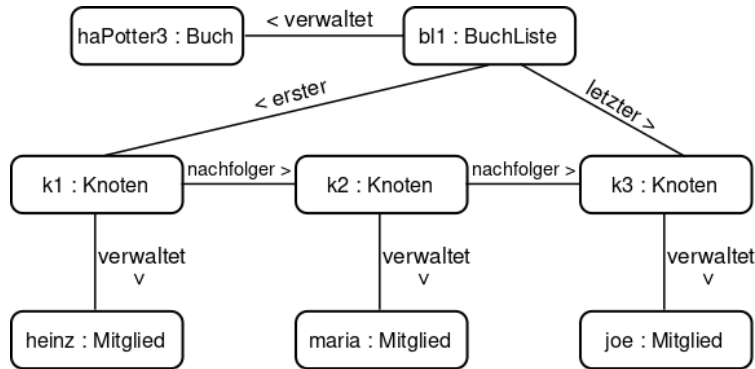 haPotter3 : Buch
< verwaltet
bl1 : BuchListe
< erster
letzter >
k1 : Knoten
nachfolger >
k2 : Knoten
nachfolger >
k3 : Knoten
verwaltet
v
verwaltet
v
verwaltet
v
heinz : Mitglied
maria : Mitglied
joe : Mitglied